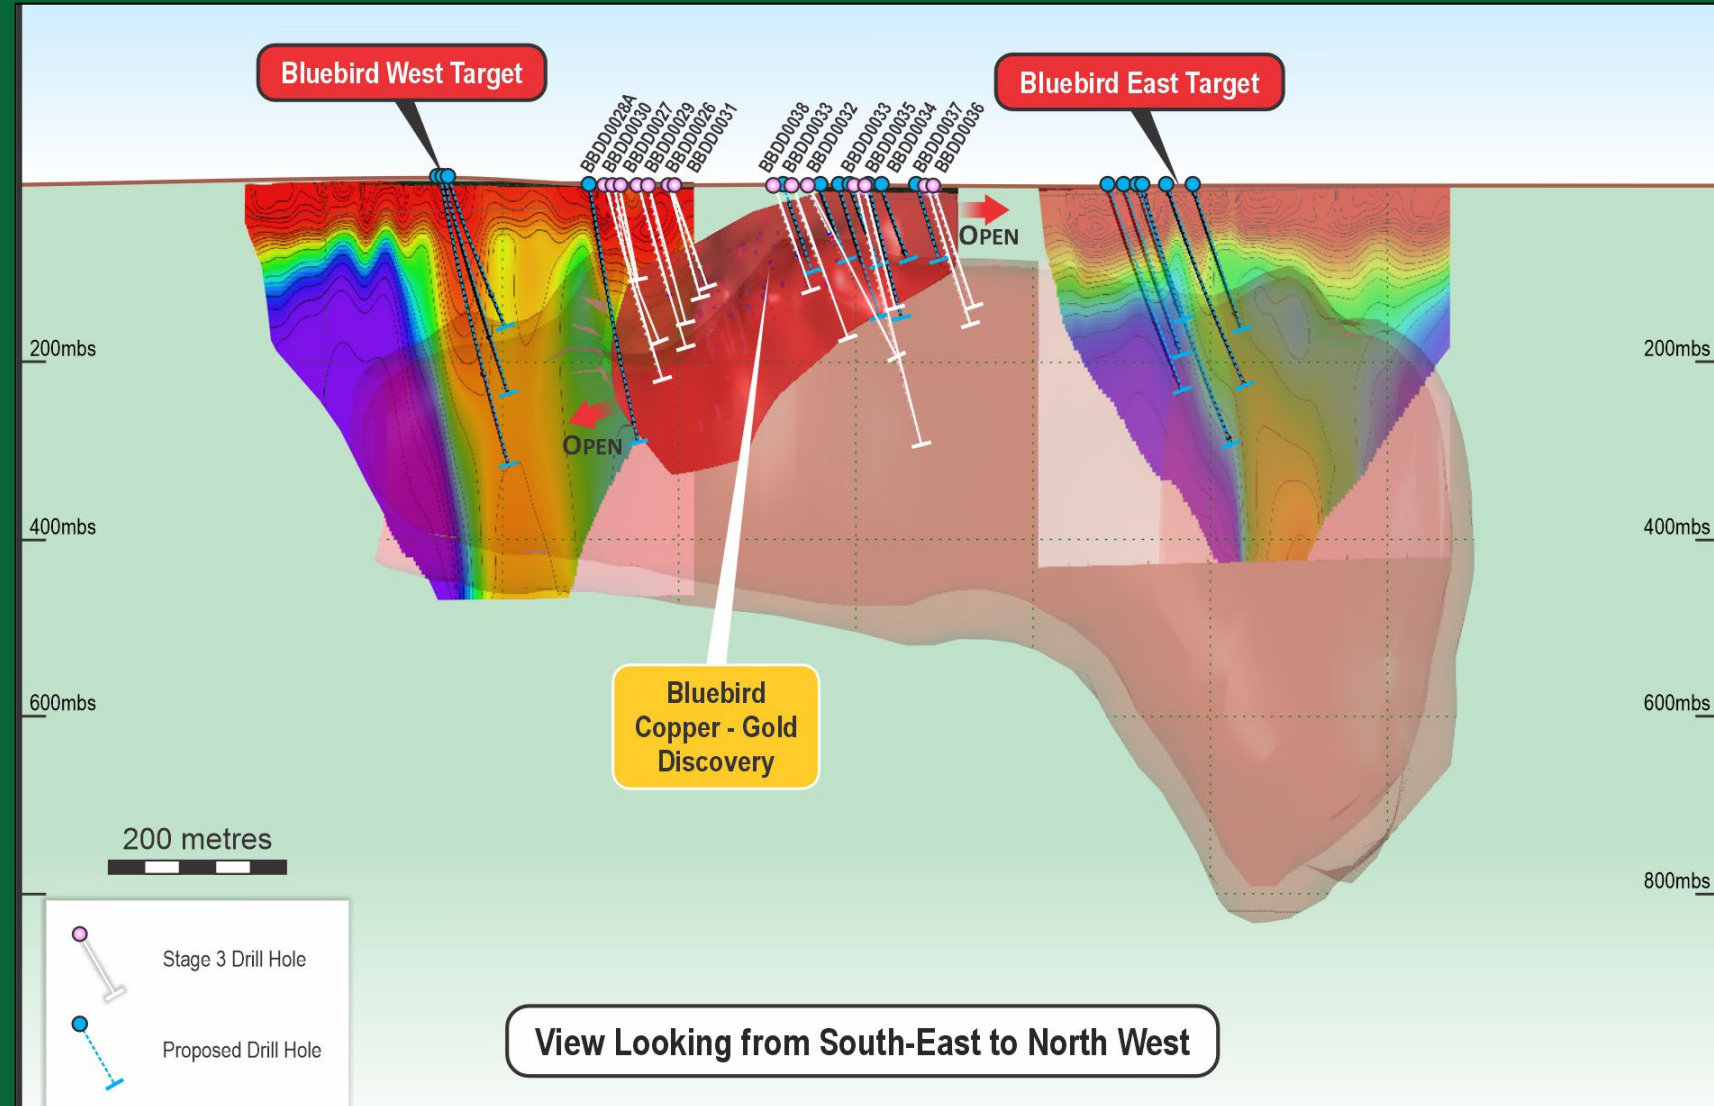 Bluebird West Target
Bluebird East Target
BBDD0028A
BBDD0030
BBDD0027
BBDD0029
BBDD0026
BBDD0031
BBDD0038
BBDD0033
BBDD0032
BBDD0033
BBDD0035
BBDD0034
BBDD0037
BBDD0036
OPEN
OPEN
200mbs
200mbs
400mbs
400mbs
600mbs
600mbs
800mbs
Bluebird
Copper - Gold
Discovery
200 metres
Stage 3 Drill Hole
Proposed Drill Hole
View Looking from South-East to North West